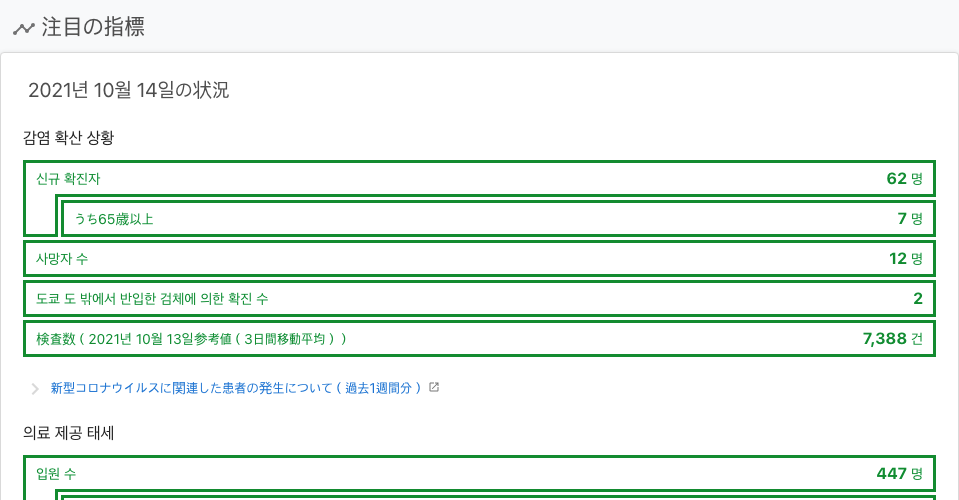 注目の指標
2021년 10월 14일の状況
감염 확산 상황
신규 확진자 62 명
うち65歳以上 7 명
사망자 수 12 명
도쿄 도 밖에서 반입한 검체에 의한 확진 수 2
検査数 ( 2021년 10월 13일参考値 ( 3日間移動平均 ) ) 7,388 건
新型コロナウイルスに関連した患者の発生について ( 過去1週間分 )
의료 제공 태세
입원 수 447 명